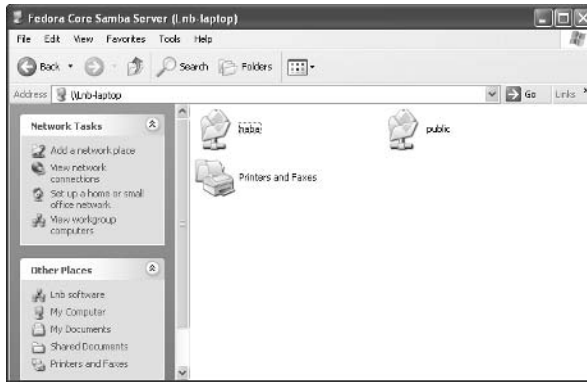 Fedora Core Samba Server (Lnb-laptop)
File Edit View Favorites Tools Help
Back Search Folders
Address \\Lnb-laptop Go Links »
Network Tasks
Add a network place
View network
connections
Set up a home or small
office network
View workgroup
computers
Other Places
Lnb software
My Computer
My Documents
Shared Documents
Printers and Faxes
public
Printers and Faxes